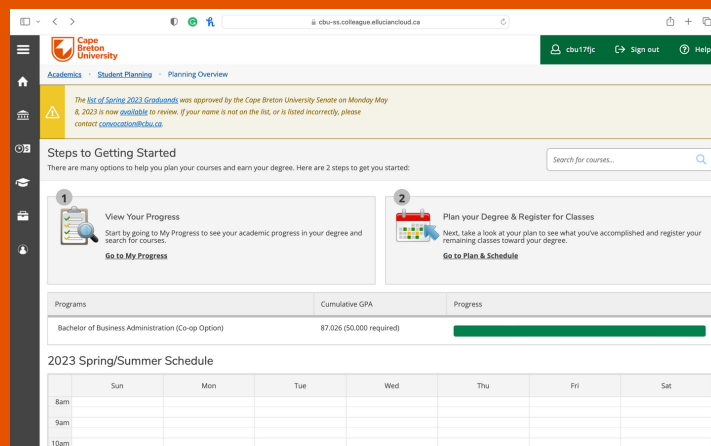 cbu-ss.colleague.elluciancloud.ca
Cape
Breton
University
cbu17fjc
Sign out
Help
Academics
Student Planning
Planning Overview
The list of Spring 2023 Graduands was approved by the Cape Breton University Senate on Monday May
8, 2023 is now available to review. If your name is not on the list, or is listed incorrectly, please
contact convocation@cbu.ca.
Steps to Getting Started
There are many options to help you plan your courses and earn your degree. Here are 2 steps to get you started:
Search for courses...
1
View Your Progress
Start by going to My Progress to see your academic progress in your degree and
search for courses.
Go to My Progress
2
Plan your Degree & Register for Classes
Next, take a look at your plan to see what you've accomplished and register your
remaining classes toward your degree.
Go to Plan & Schedule
Programs Cumulative GPA Progress
Bachelor of Business Administration (Co-op Option) 87.026 (50.000 required)
2023 Spring/Summer Schedule
Sun Mon Tue Wed Thu Fri Sat
8am
9am
10am